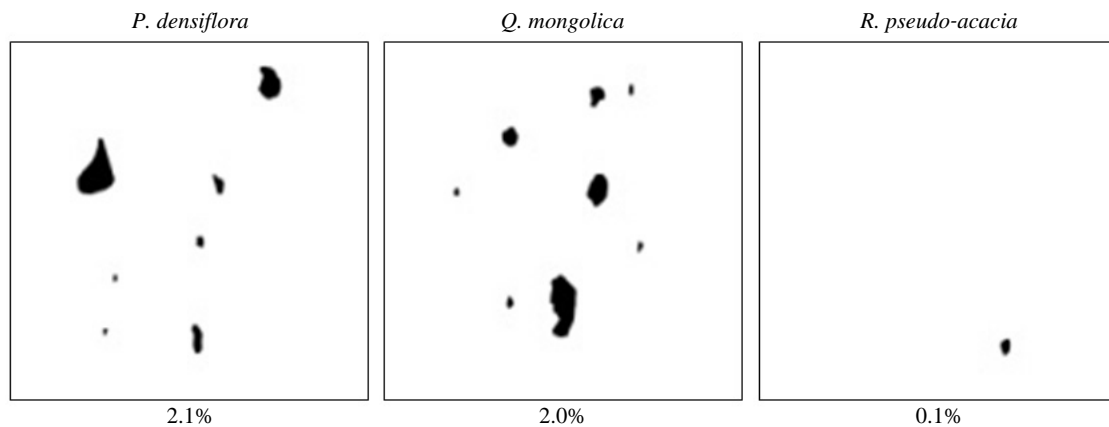 P. densiflora
Q. mongolica
R. pseudo-acacia
2.1%
2.0%
0.1%